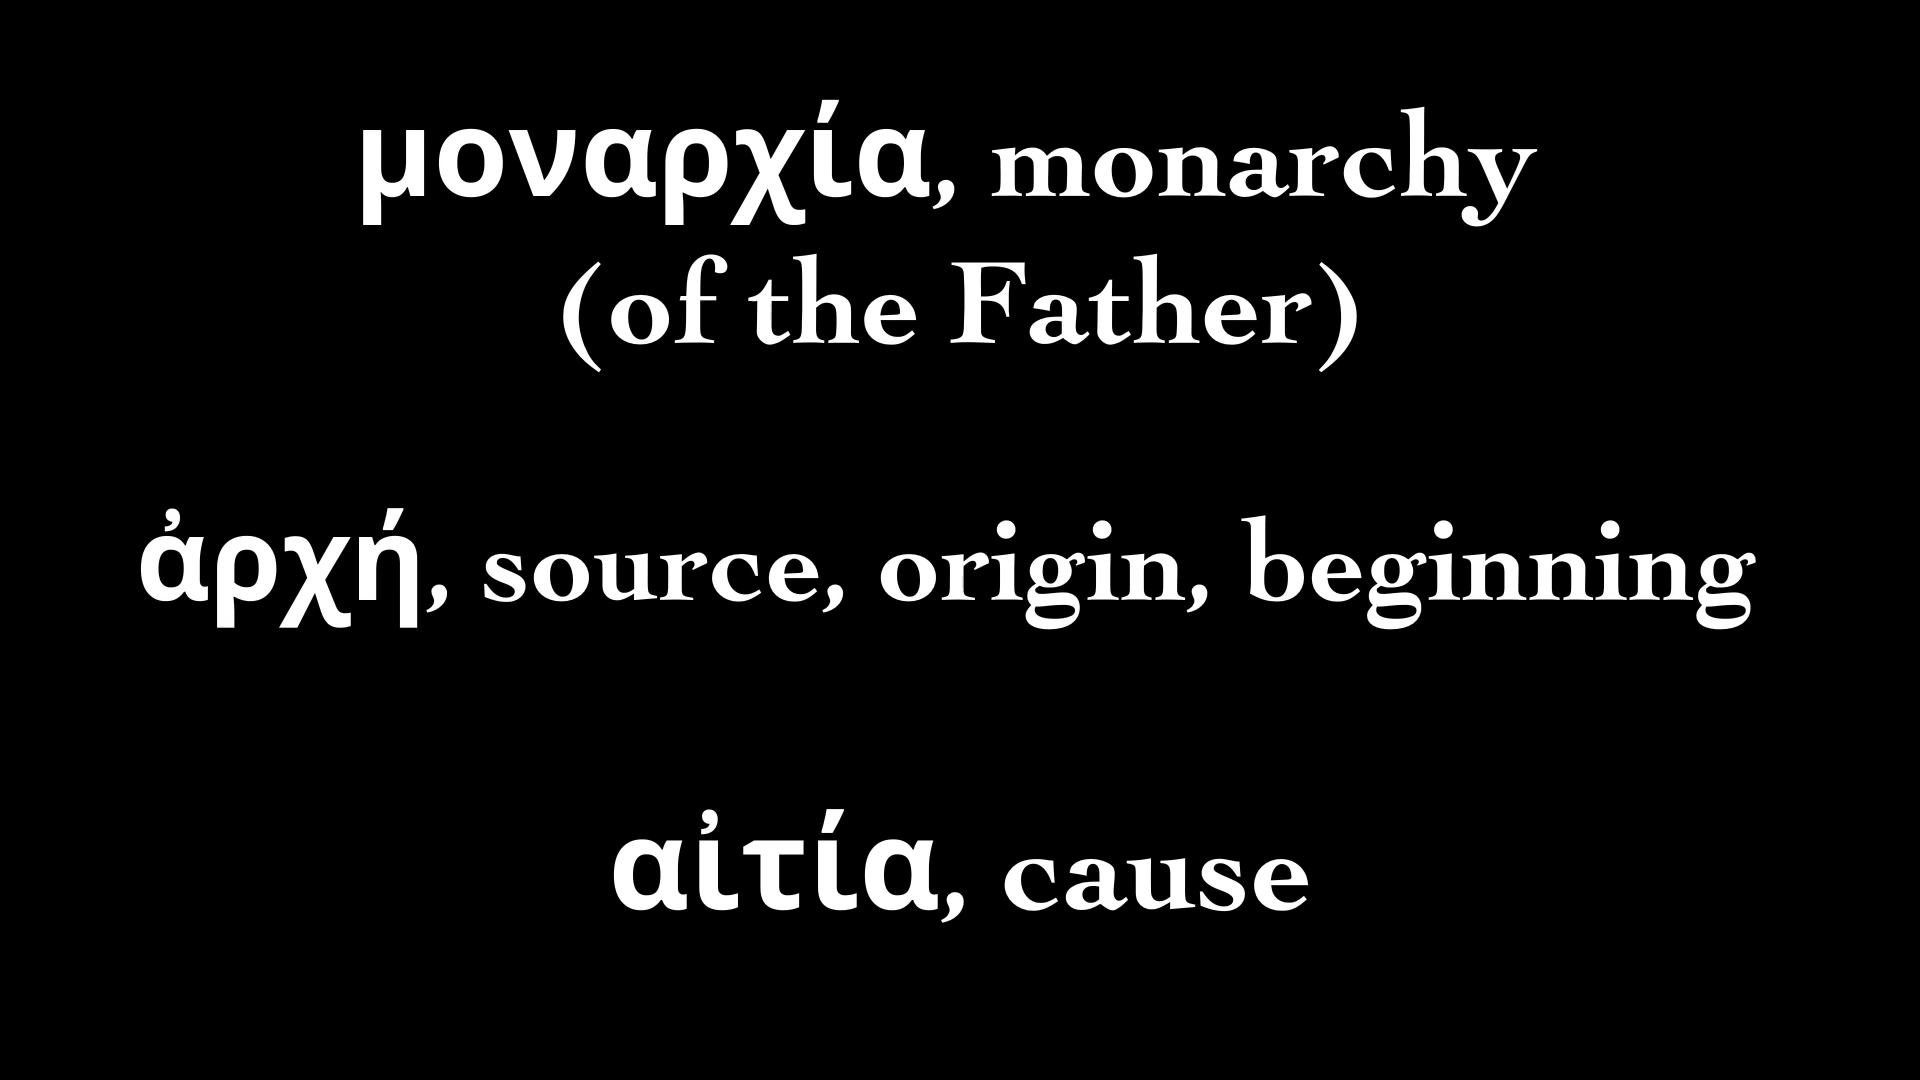 μοναρχία, monarchy
(of the Father)
ἀρχή, source, origin, beginning
αἰτία, cause